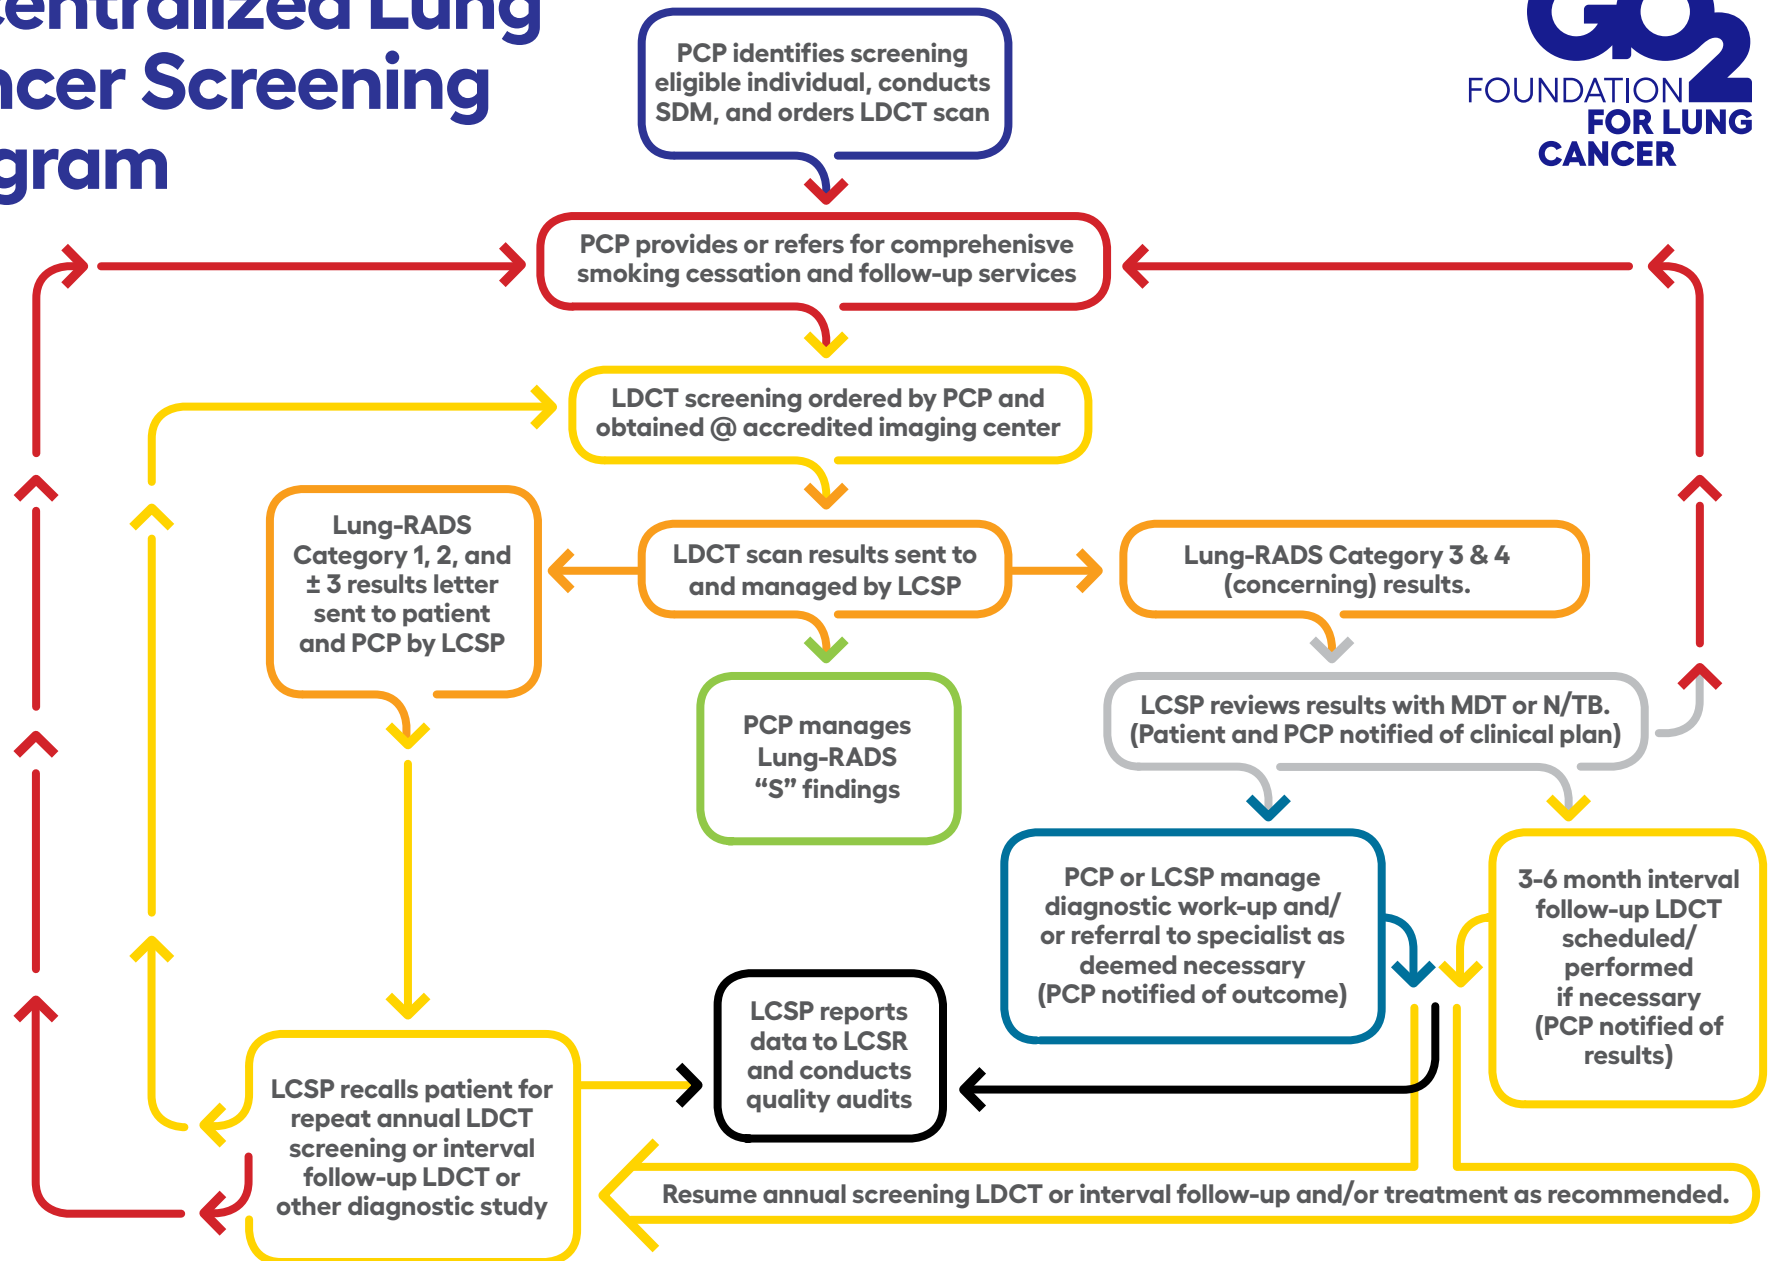 centralized Lung
ncer Screening
gram
GO2
FOUNDATION
FOR LUNG
CANCER
PCP identifies screening
eligible individual, conducts
SDM, and orders LDCT scan
PCP provides or refers for comprehenisve
smoking cessation and follow-up services
LDCT screening ordered by PCP and
obtained @ accredited imaging center
Lung-RADS
Category 1, 2, and
± 3 results letter
sent to patient
and PCP by LCSP
LDCT scan results sent to
and managed by LCSP
Lung-RADS Category 3 & 4
(concerning) results.
PCP manages
Lung-RADS
“S” findings
LCSP reviews results with MDT or N/TB.
(Patient and PCP notified of clinical plan)
PCP or LCSP manage
diagnostic work-up and/
or referral to specialist as
deemed necessary
(PCP notified of outcome)
3-6 month interval
follow-up LDCT
scheduled/
performed
if necessary
(PCP notified of
results)
LCSP reports
data to LCSR
and conducts
quality audits
LCSP recalls patient for
repeat annual LDCT
screening or interval
follow-up LDCT or
other diagnostic study
Resume annual screening LDCT or interval follow-up and/or treatment as recommended.